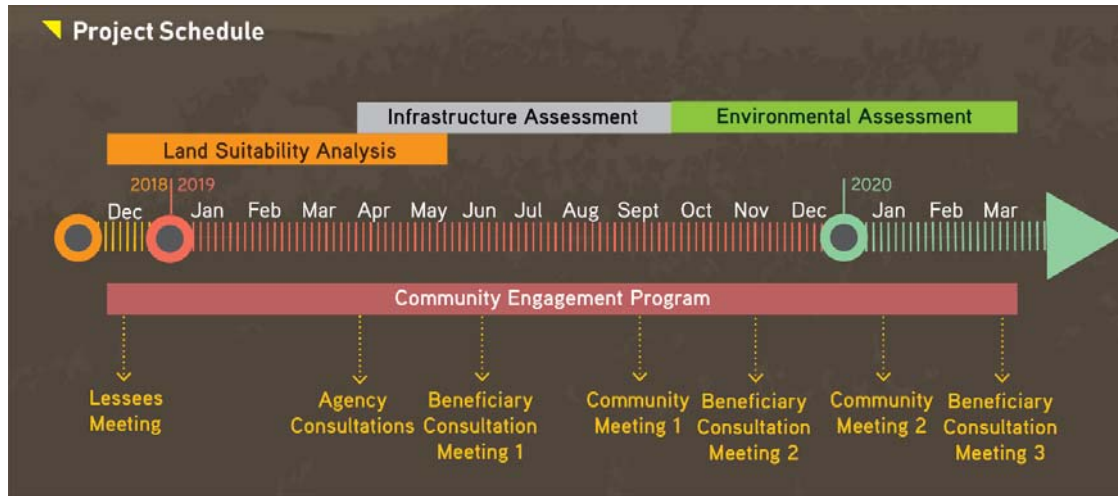 Project Schedule
Infrastructure Assessment
Environmental Assessment
Land Suitability Analysis
2018 2019
2020
Dec Jan Feb Mar Apr May Jun Jul Aug Sept Oct Nov Dec Jan Feb Mar
Community Engagement Program
Lessees
Meeting
Agency
Consultations
Beneficiary
Consultation
Meeting 1
Community
Meeting 1
Beneficiary
Consultation
Meeting 2
Community
Meeting 2
Beneficiary
Consultation
Meeting 3